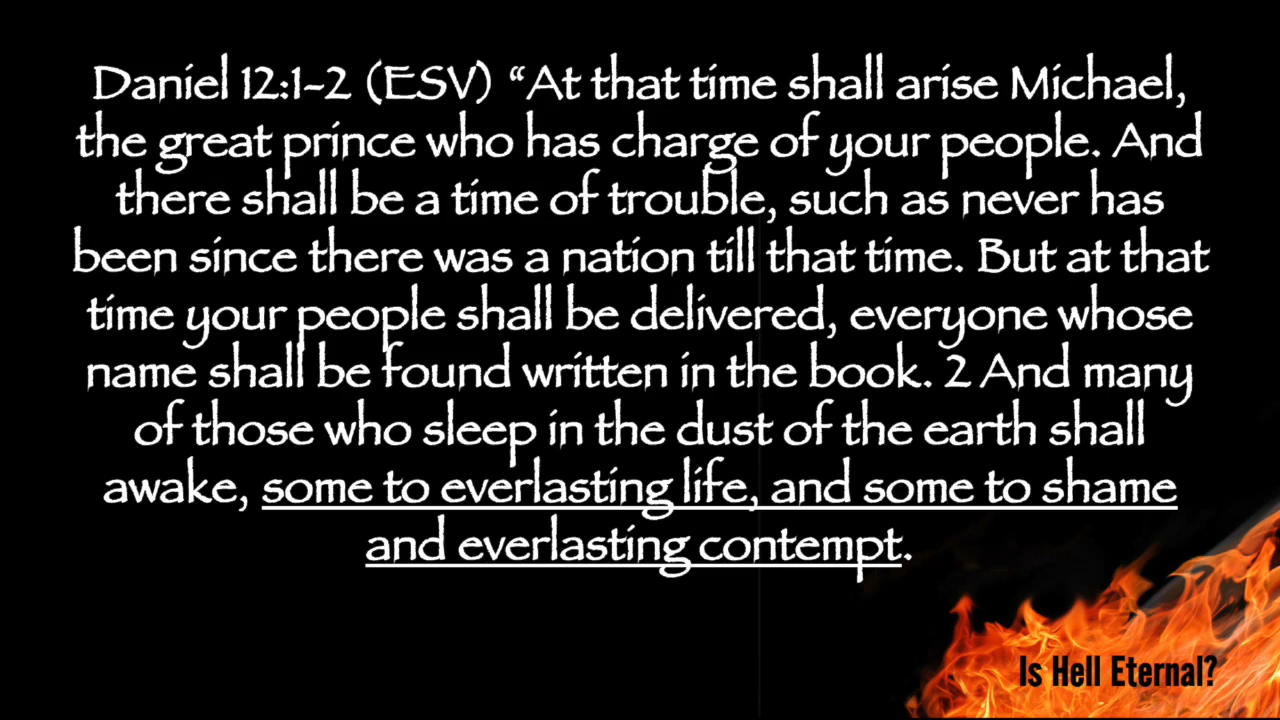 Daniel 12:1-2 (ESV) “At that time shall arise Michael,
the great prince who has charge of your people. And
there shall be a time of trouble, such as never has
been since there was a nation till that time. But at that
time your people shall be delivered, everyone whose
name shall be found written in the book. 2 And many
of those who sleep in the dust of the earth shall
awake, some to everlasting life, and some to shame
and everlasting contempt.
Is Hell Eternal?